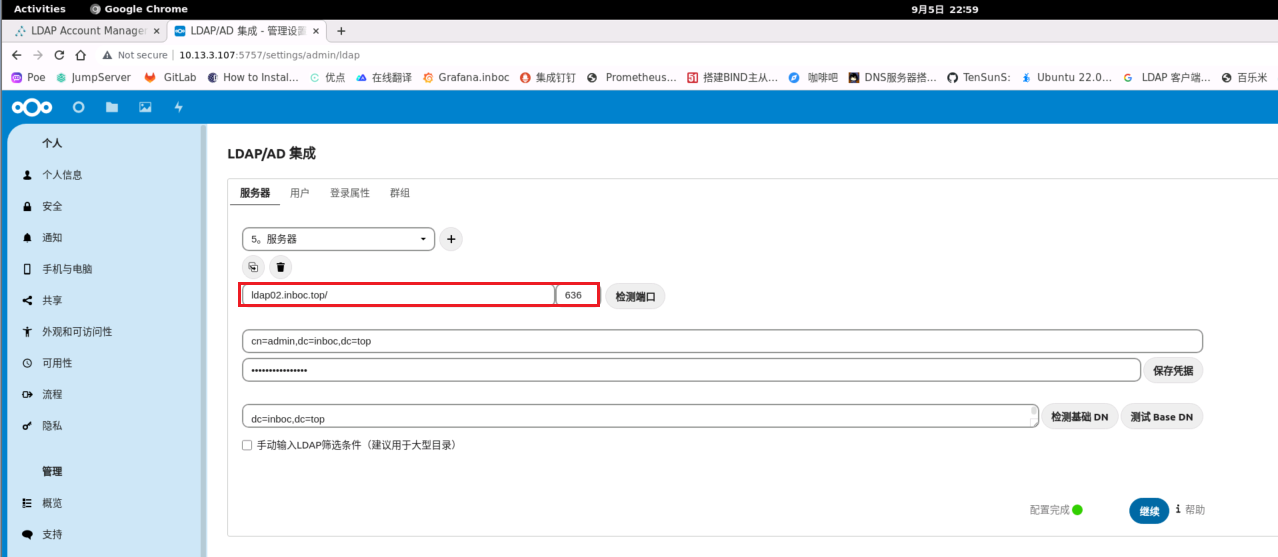 Activities Google Chrome 9月5日 22:59
LDAP Account Manager × LDAP/AD 集成 - 管理设置 × +
Not secure 10.13.3.107:5757/settings/admin/ldap
Poe JumpServer GitLab How to Instal... 优点 在线翻译 Grafana.inboc 集成钉钉 Prometheus... 搭建BIND主从... 咖啡吧 DNS服务器搭... TenSunS: Ubuntu 22.0... LDAP 客户端... 百乐米
个人
LDAP/AD 集成
个人信息
服务器 用户 登录属性 群组
安全
通知
5。服务器 +
手机与电脑
共享
ldap02.inboc.top/ 636 检测端口
外观和可访问性
cn=admin,dc=inboc,dc=top
可用性
•••••••••••••••• 保存凭据
流程
dc=inboc,dc=top 检测基础 DN 测试 Base DN
隐私
手动输入LDAP筛选条件（建议用于大型目录）
管理
概览
配置完成 继续 i 帮助
支持